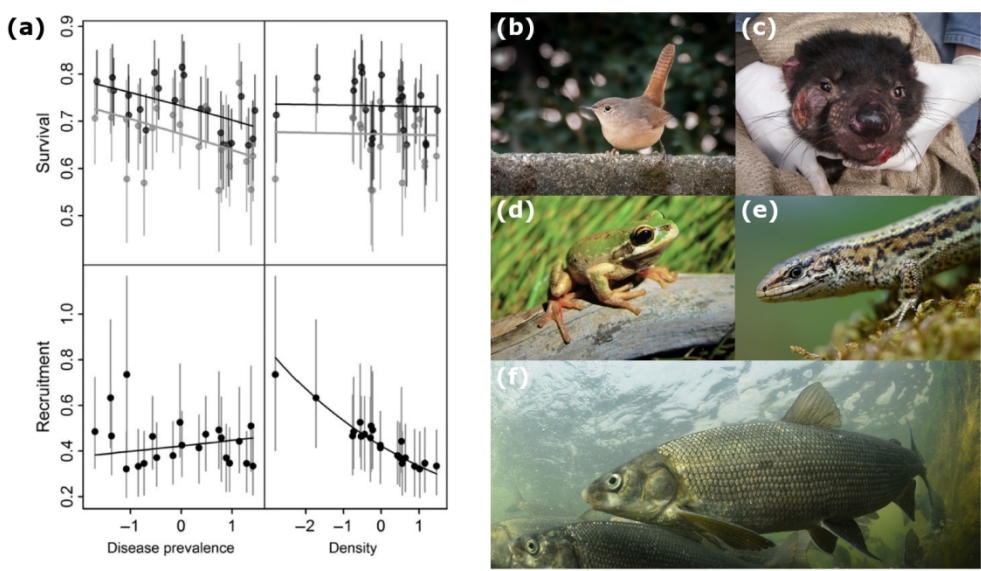 (a)
0.9
0.8
0.7
0.6
0.5
Survival
1.0
0.8
0.6
0.4
0.2
Recruitment
−1 0 1
Disease prevalence
−2 −1 0 1
Density
(b)
(c)
(d)
(e)
(f)